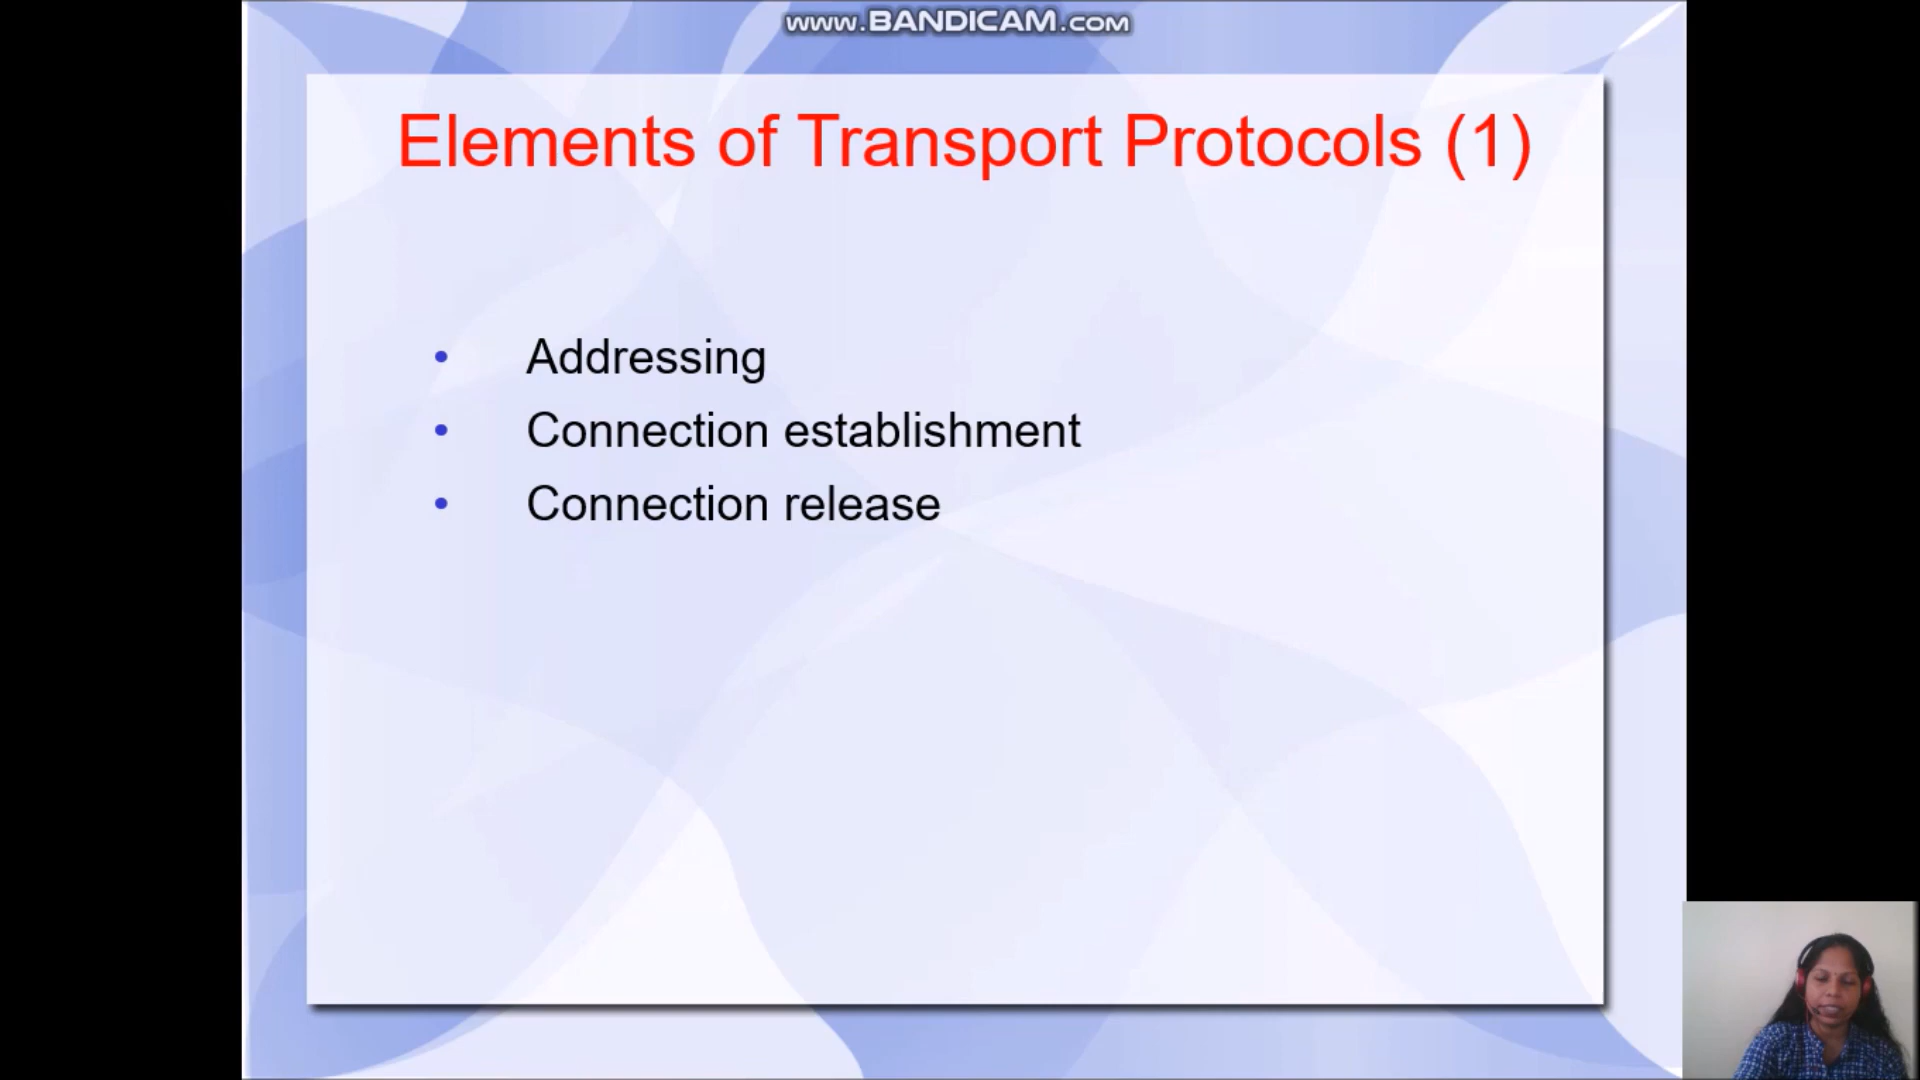 www.BANDICAM.com
Elements of Transport Protocols (1)
• Addressing
• Connection establishment
• Connection release